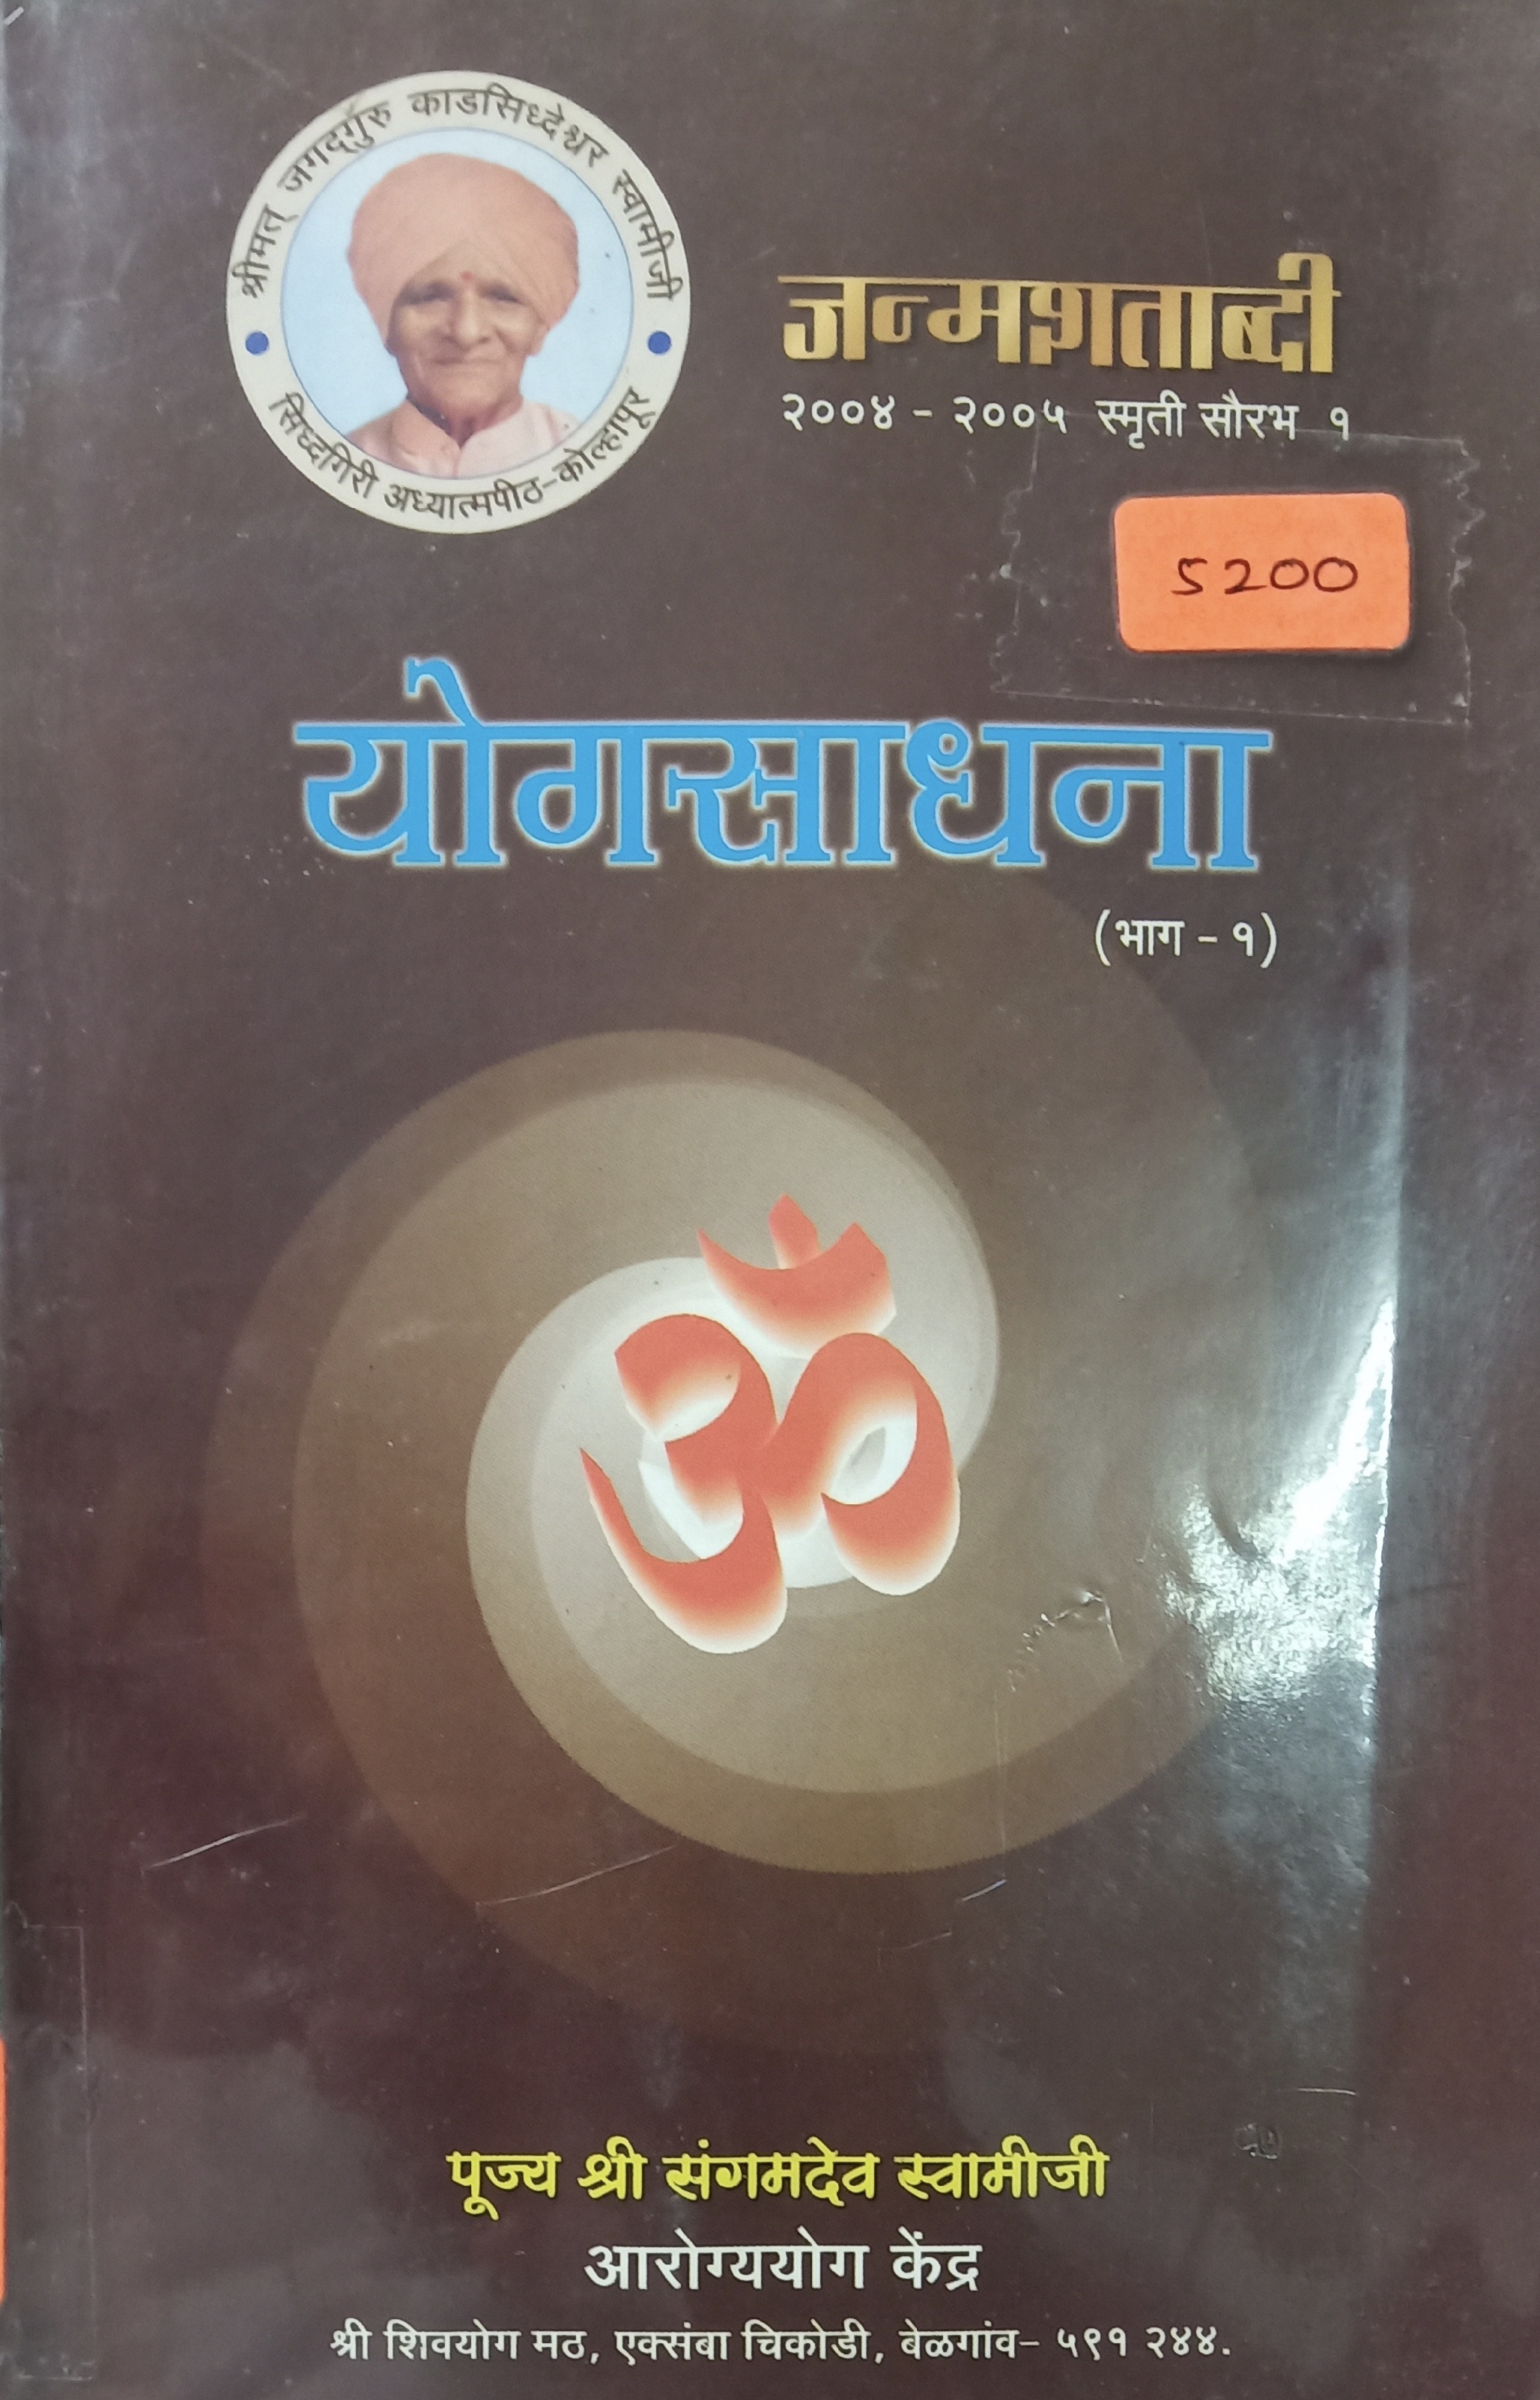 श्रीमत् जगद्गुरु काडसिध्देश्वर स्वामीजी
सिध्दगिरी अध्यात्मपीठ-कोल्हापूर
जन्मशताब्दी
२००४ - २००५ स्मृती सौरभ १
5200
योगसाधना
(भाग - १)
ॐ
पूज्य श्री संगमदेव स्वामीजी
आरोग्ययोग केंद्र
श्री शिवयोग मठ, एक्संबा चिकोडी, बेळगांव- ५९१ २४४.